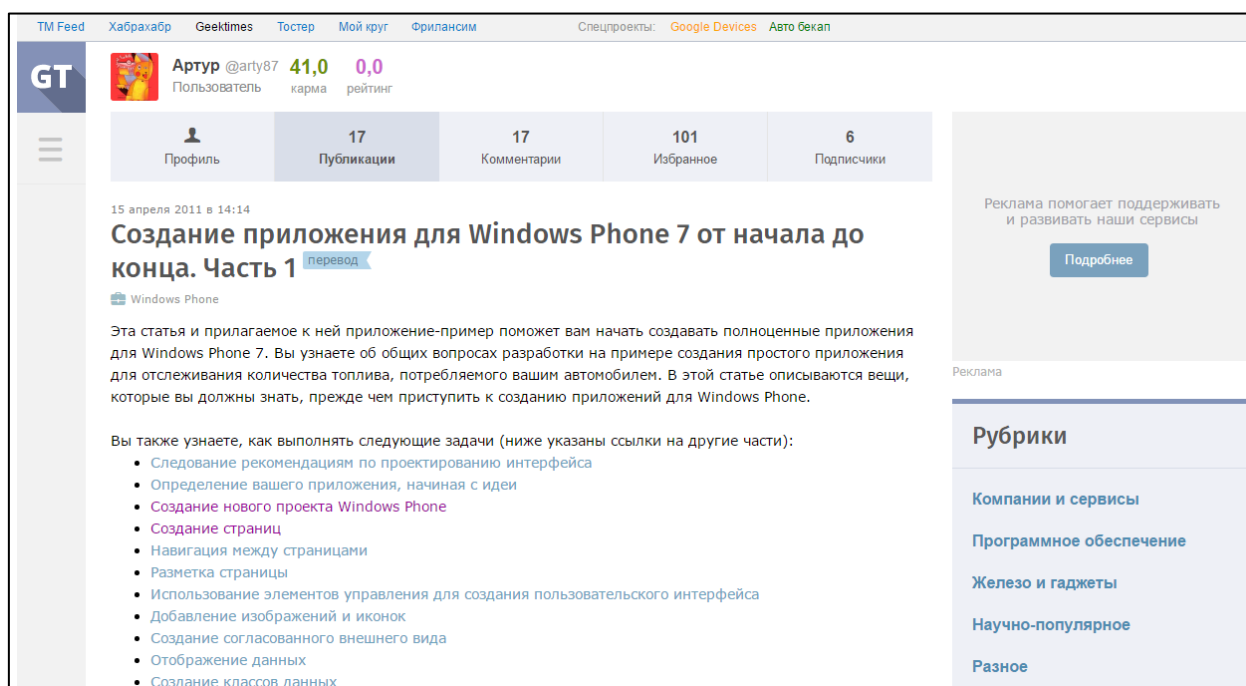 TM Feed Хабрахабр Geektimes Тостер Мой круг Фрилансим Спецпроекты: Google Devices Авто бекап
GT
Артур @arty87 41,0 0,0
Пользователь карма рейтинг
17 17 101 6
Профиль Публикации Комментарии Избранное Подписчики
15 апреля 2011 в 14:14
Создание приложения для Windows Phone 7 от начала до
конца. Часть 1 перевод
Windows Phone
Эта статья и прилагаемое к ней приложение-пример поможет вам начать создавать полноценные приложения
для Windows Phone 7. Вы узнаете об общих вопросах разработки на примере создания простого приложения
для отслеживания количества топлива, потребляемого вашим автомобилем. В этой статье описываются вещи,
которые вы должны знать, прежде чем приступить к созданию приложений для Windows Phone.
Вы также узнаете, как выполнять следующие задачи (ниже указаны ссылки на другие части):
Следование рекомендациям по проектированию интерфейса
Определение вашего приложения, начиная с идеи
Создание нового проекта Windows Phone
Создание страниц
Навигация между страницами
Разметка страницы
Использование элементов управления для создания пользовательского интерфейса
Добавление изображений и иконок
Создание согласованного внешнего вида
Отображение данных
Создание классов данных
Реклама помогает поддерживать
и развивать наши сервисы
Подробнее
Реклама
Рубрики
Компании и сервисы
Программное обеспечение
Железо и гаджеты
Научно-популярное
Разное